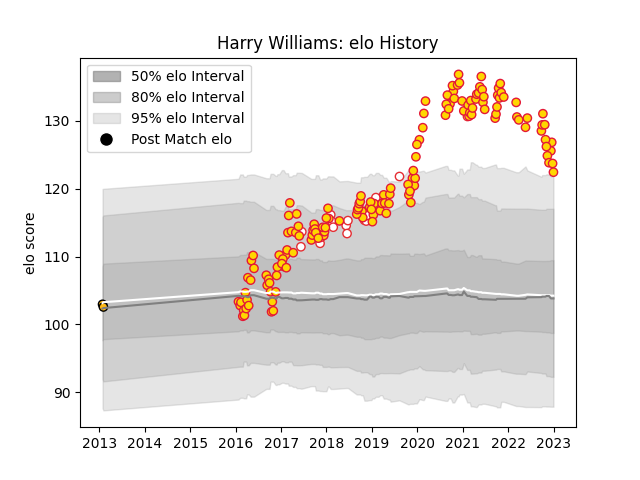 Harry Williams: elo History
50% elo Interval
80% elo Interval
95% elo Interval
Post Match elo
elo score
130
120
110
100
90
2013 2014 2015 2016 2017 2018 2019 2020 2021 2022 2023